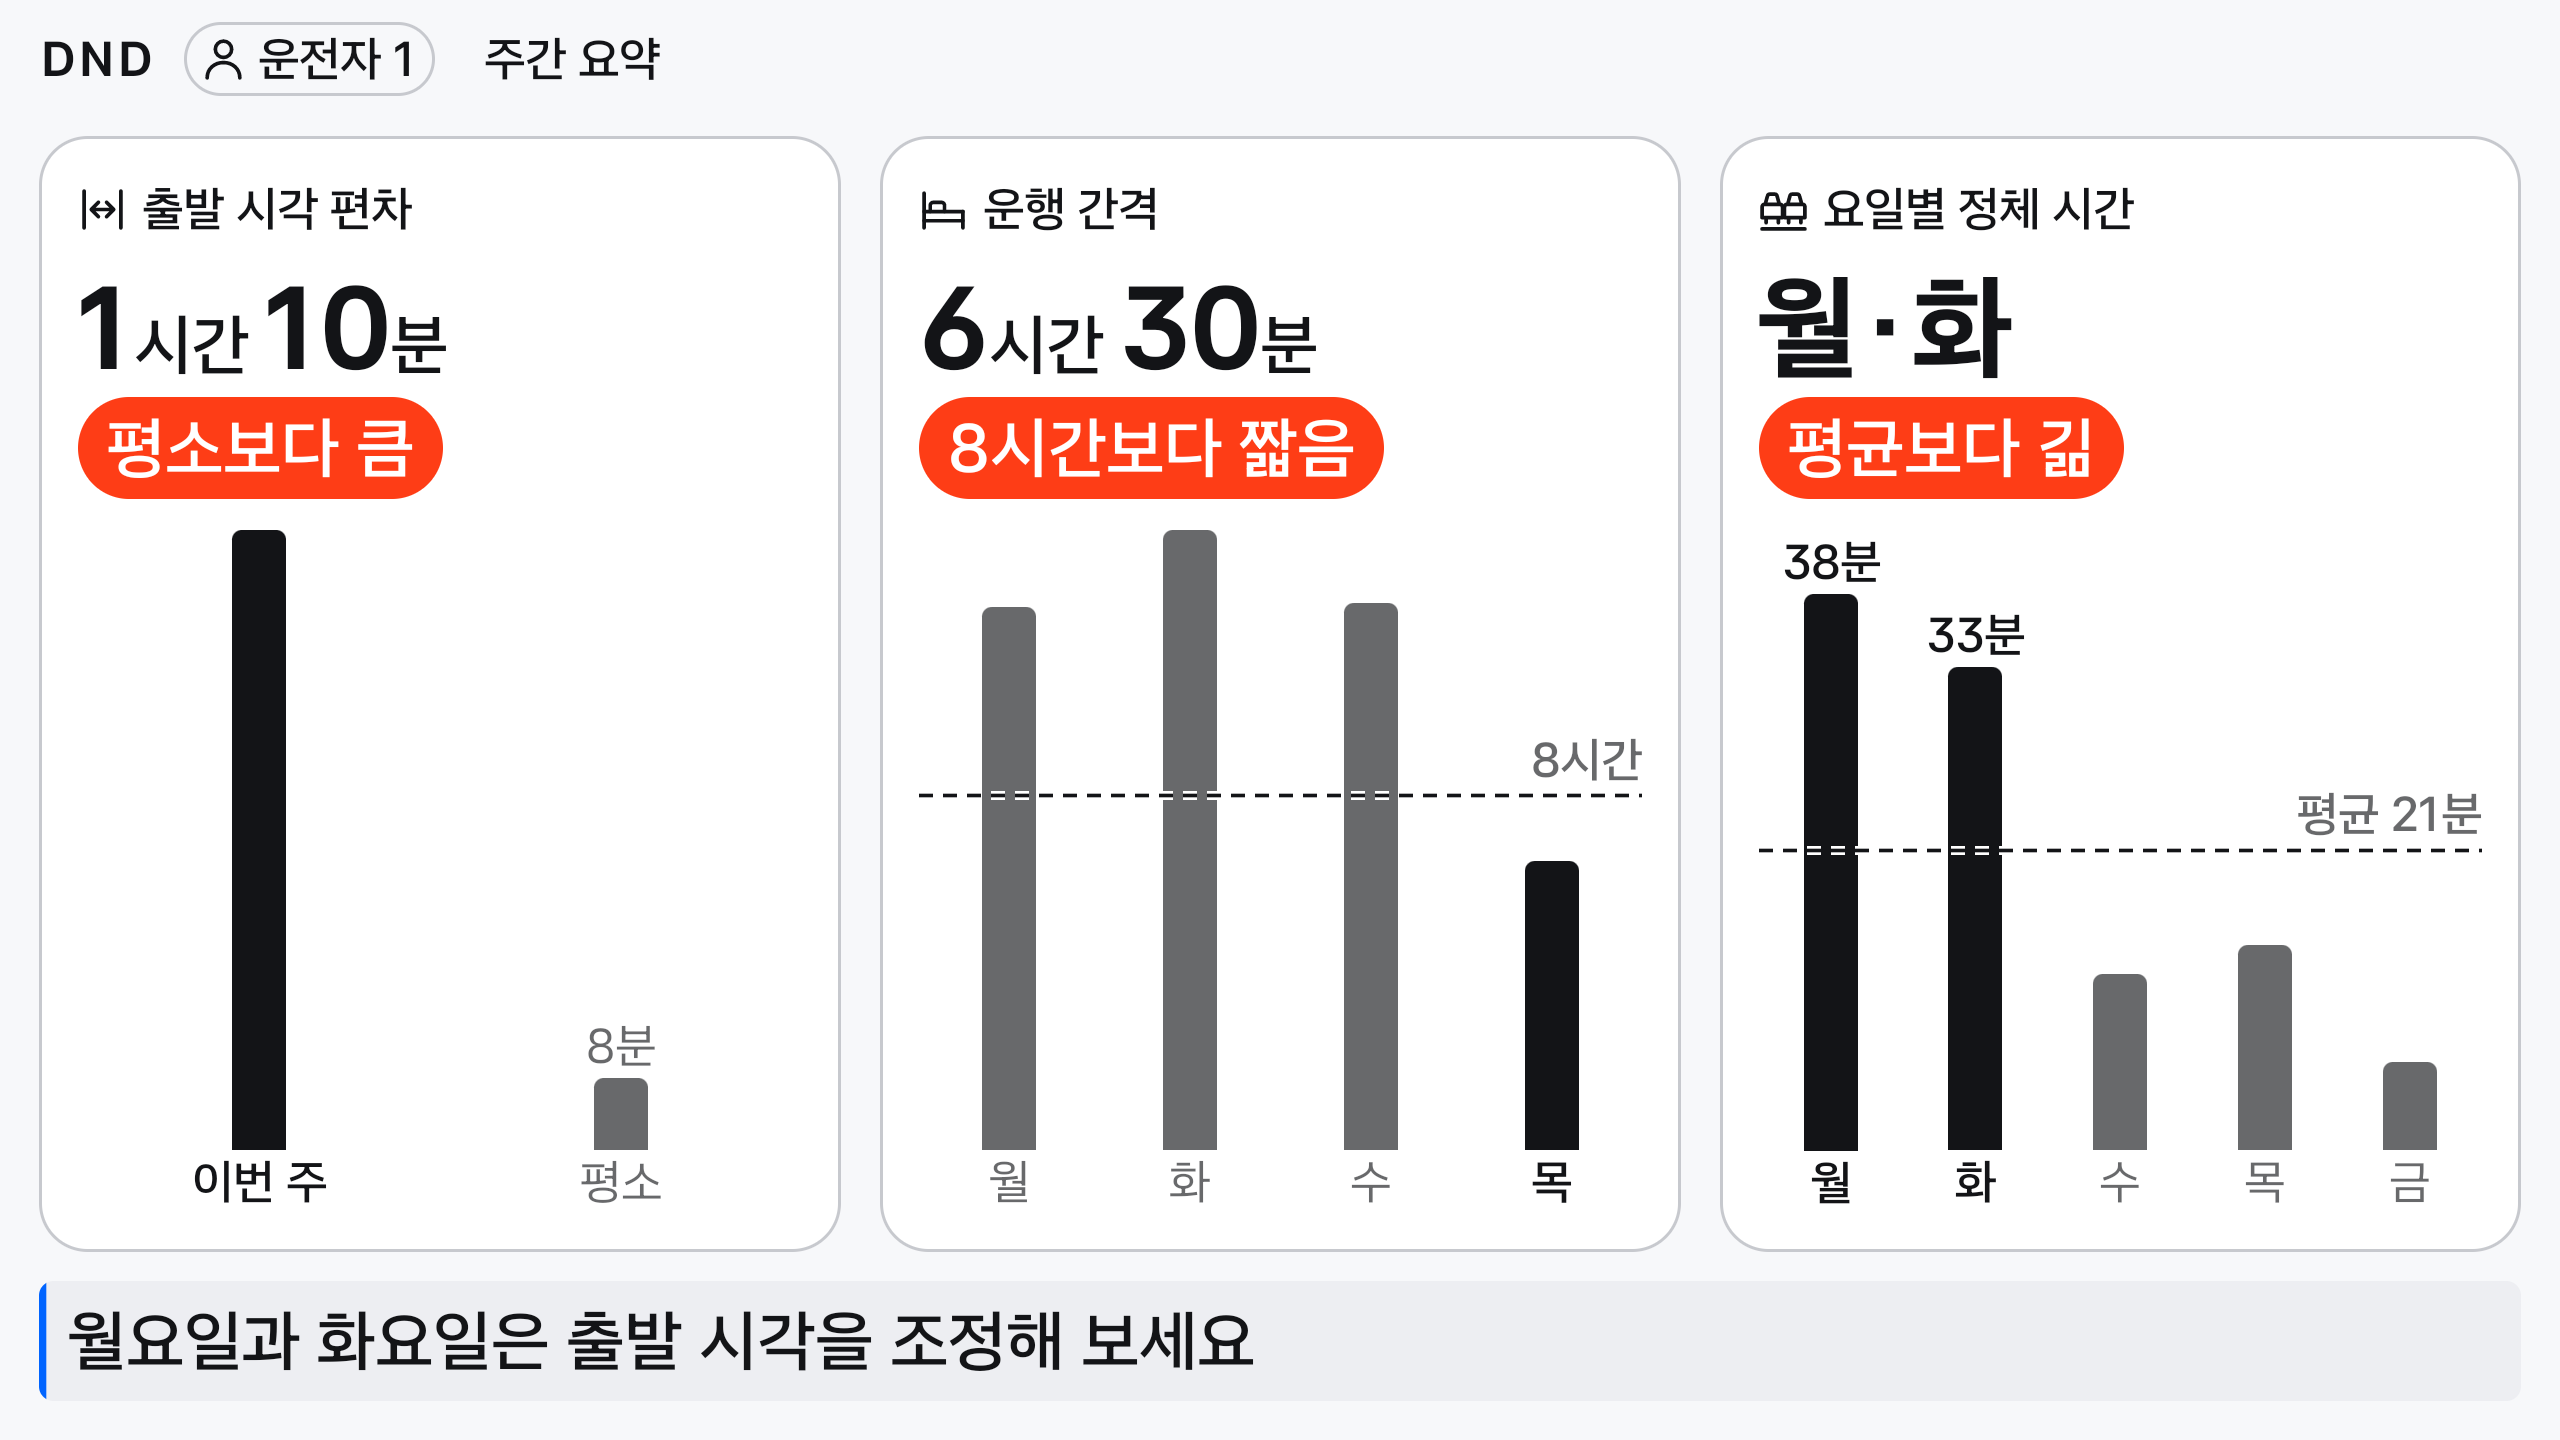 DND 운전자 1 주간 요약
출발 시각 편차
1시간 10분
평소보다 큼
8분
이번 주 평소
운행 간격
6시간 30분
8시간보다 짧음
8시간
월 화 수 목
요일별 정체 시간
월·화
평균보다 긺
38분
33분
평균 21분
월 화 수 목 금
월요일과 화요일은 출발 시각을 조정해 보세요